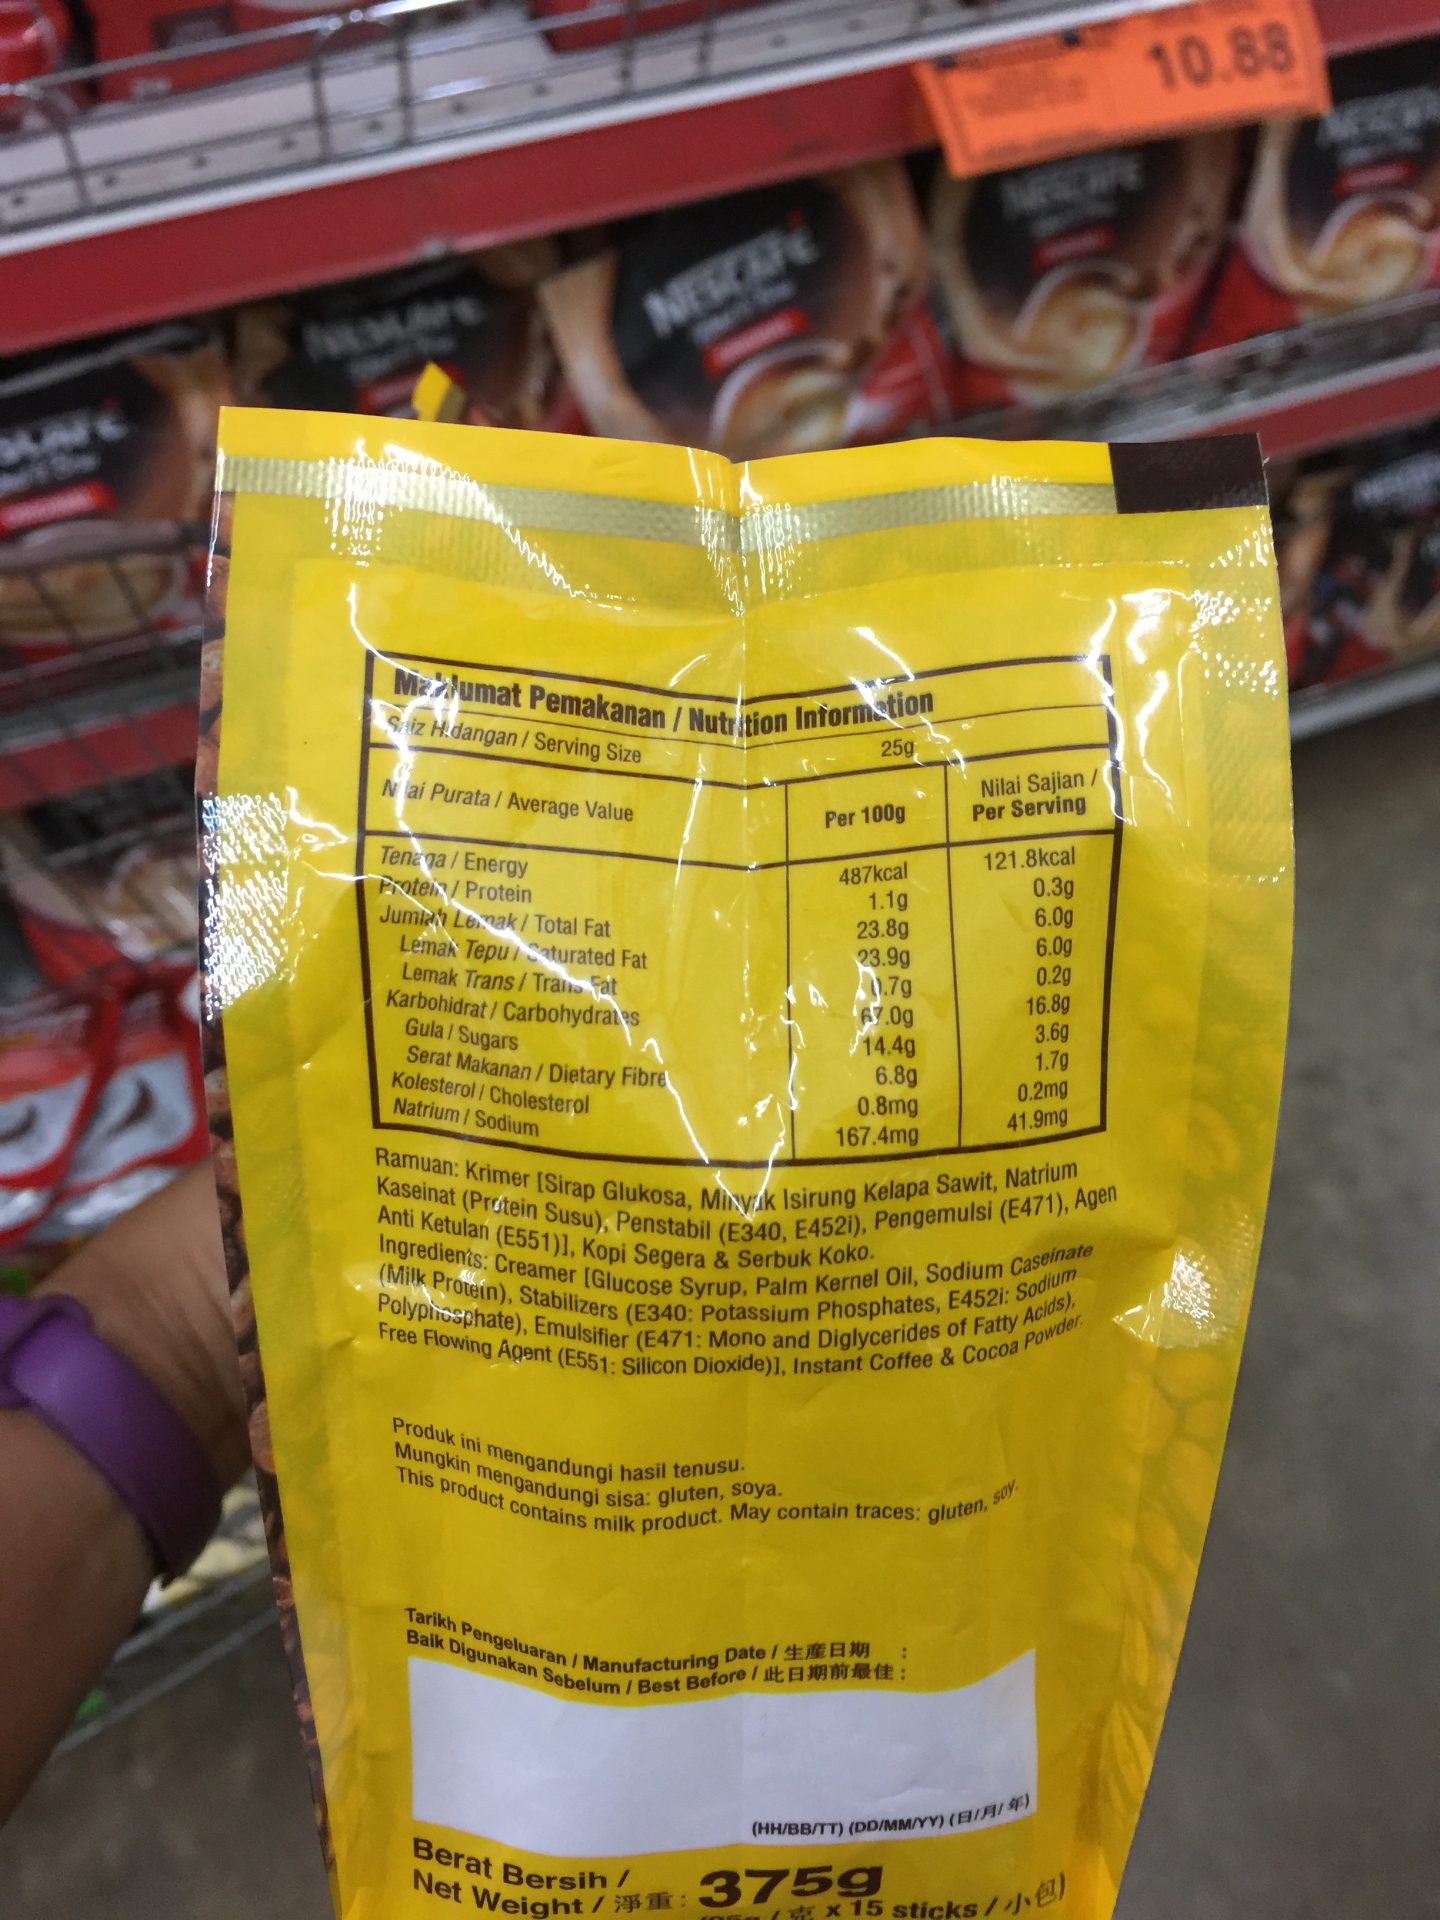 10.88
NESCAFÉ
NESCAFÉ
Maklumat Pemakanan / Nutrition Information
Saiz Hidangan / Serving Size 25g
Nilai Purata / Average Value Per 100g Nilai Sajian / Per Serving
Tenaga / Energy 487kcal 121.8kcal
Protein / Protein 1.1g 0.3g
Jumlah Lemak / Total Fat 23.8g 6.0g
Lemak Tepu / Saturated Fat 23.9g 6.0g
Lemak Trans / Trans Fat 0.7g 0.2g
Karbohidrat / Carbohydrates 67.0g 16.8g
Gula / Sugars 14.4g 3.6g
Serat Makanan / Dietary Fibre 6.8g 1.7g
Kolesterol / Cholesterol 0.8mg 0.2mg
Natrium / Sodium 167.4mg 41.9mg
Ramuan: Krimer [Sirap Glukosa, Minyak Isirung Kelapa Sawit, Natrium
Kaseinat (Protein Susu), Penstabil (E340, E452i), Pengemulsi (E471), Agen
Anti Ketulan (E551)], Kopi Segera & Serbuk Koko.
Ingredients: Creamer [Glucose Syrup, Palm Kernel Oil, Sodium Caseinate
(Milk Protein), Stabilizers (E340: Potassium Phosphates, E452i: Sodium
Polyphosphate), Emulsifier (E471: Mono and Diglycerides of Fatty Acids),
Free Flowing Agent (E551: Silicon Dioxide)], Instant Coffee & Cocoa Powder.
Produk ini mengandungi hasil tenusu.
Mungkin mengandungi sisa: gluten, soya.
This product contains milk product. May contain traces: gluten, soy.
Tarikh Pengeluaran / Manufacturing Date / 生産日期 :
Baik Digunakan Sebelum / Best Before / 此日期前最佳 :
(HH/BB/TT) (DD/MM/YY) (日/月/年)
Berat Bersih /
Net Weight / 淨重 : 375g
/ 克 x 15 sticks / 小包)